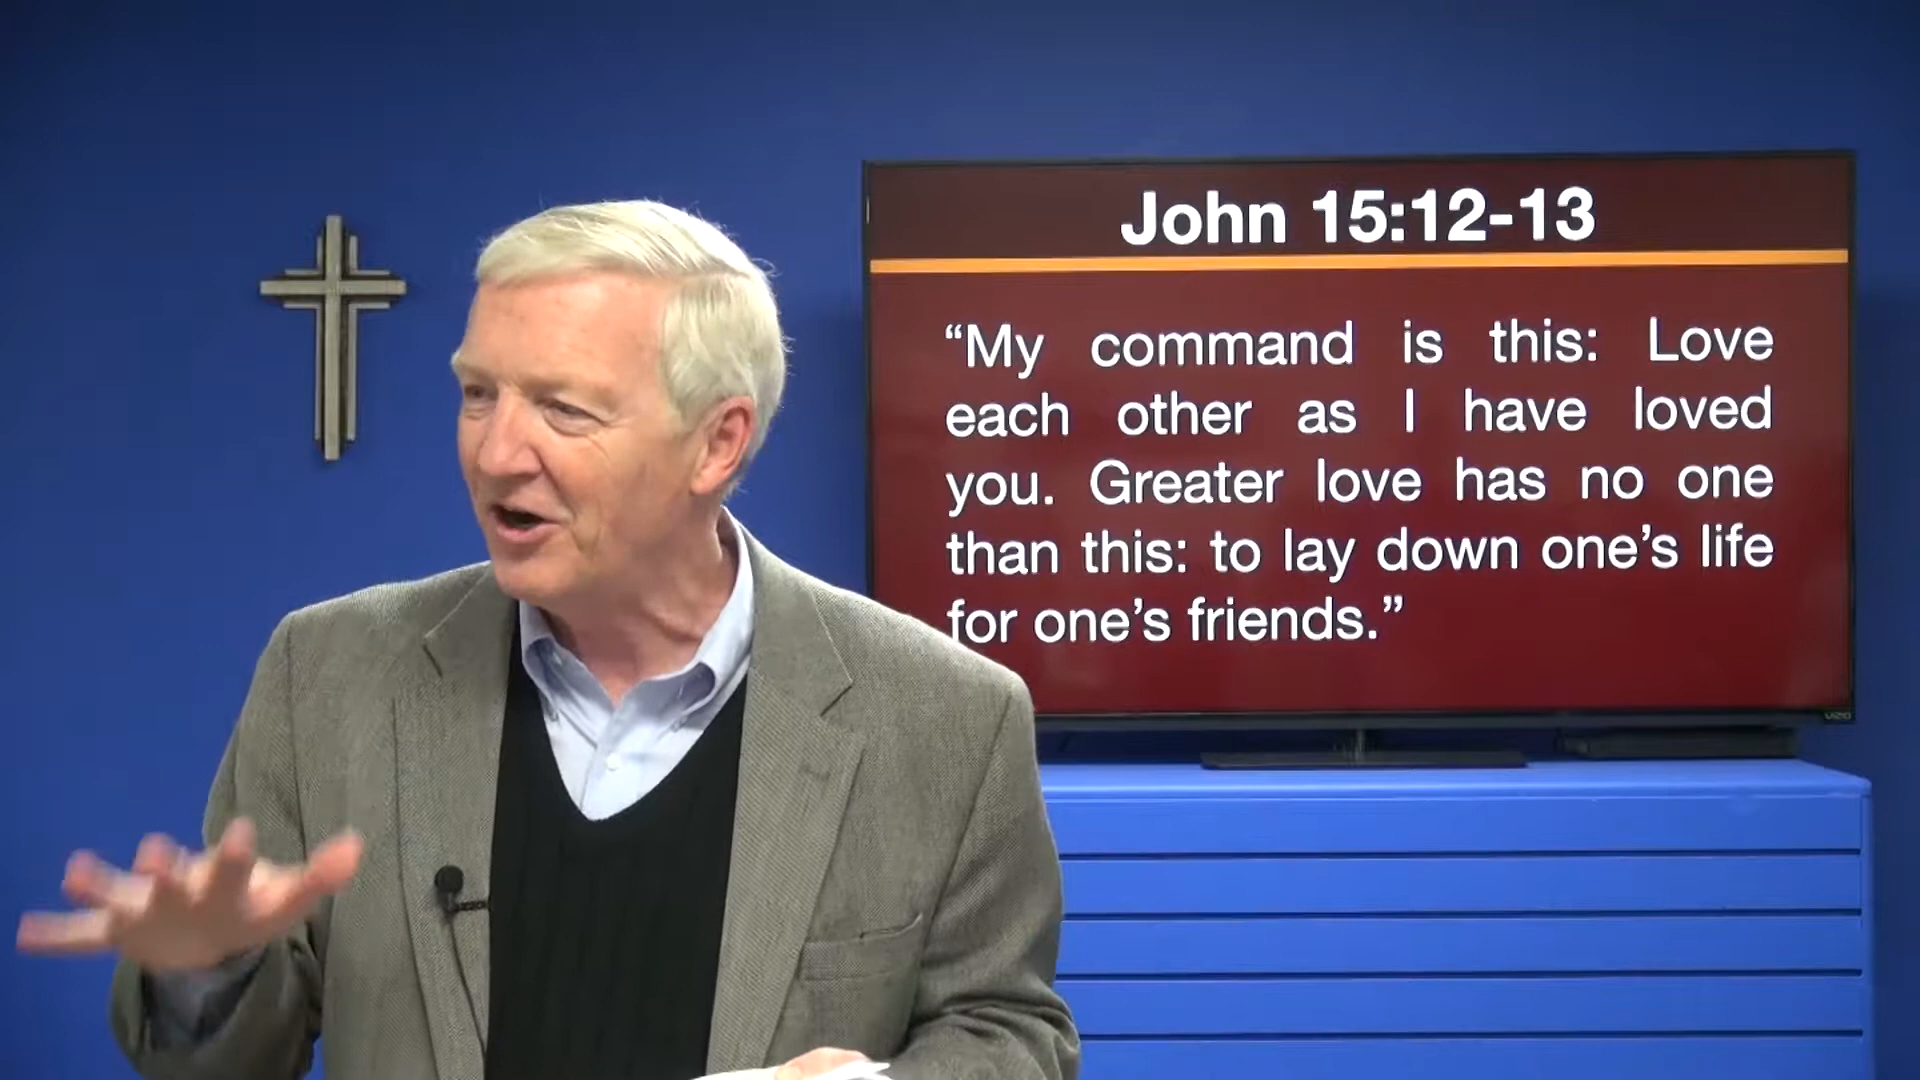 John 15:12-13
“My command is this: Love
each other as I have loved
you. Greater love has no one
than this: to lay down one’s life
for one’s friends.”
VIZIO